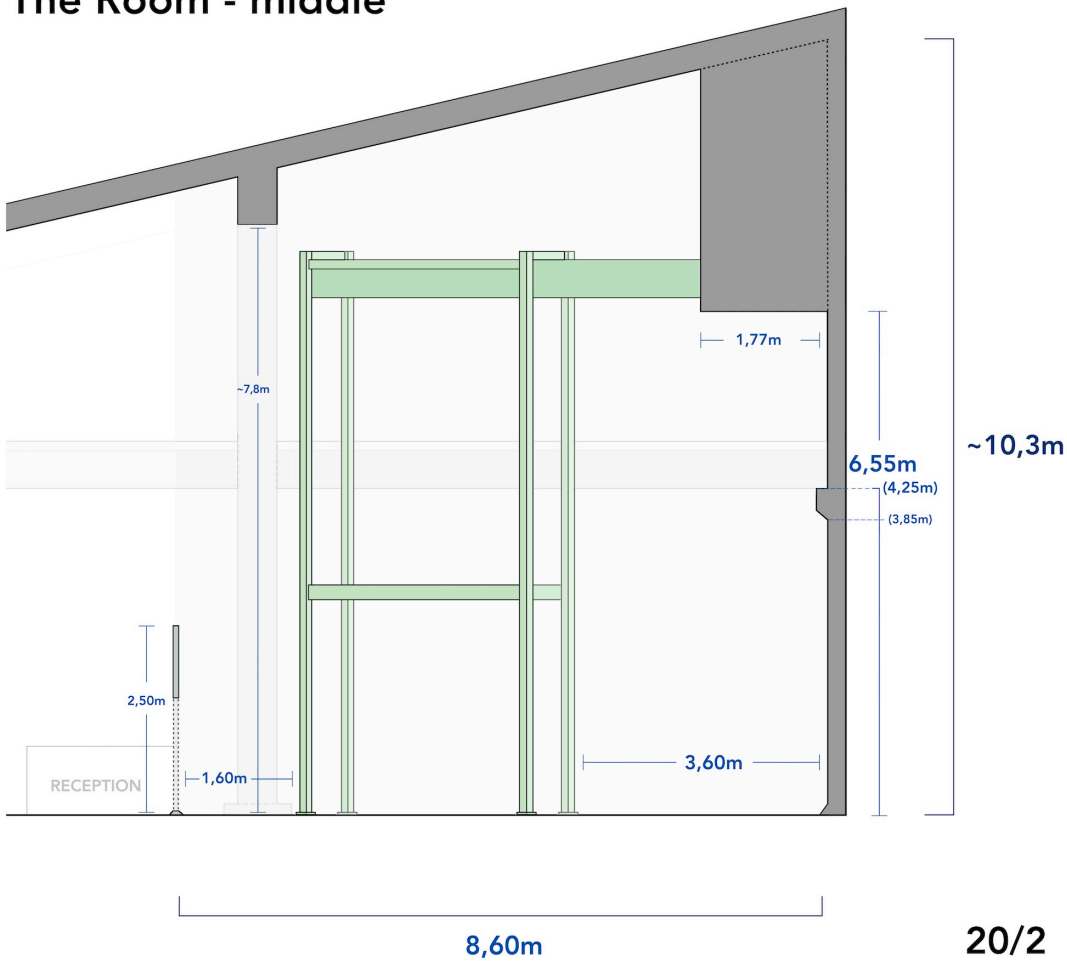 The Room - middle
1,77m
~7,8m
~10,3m
6,55m
(4,25m)
(3,85m)
2,50m
3,60m
1,60m
RECEPTION
8,60m
20/2